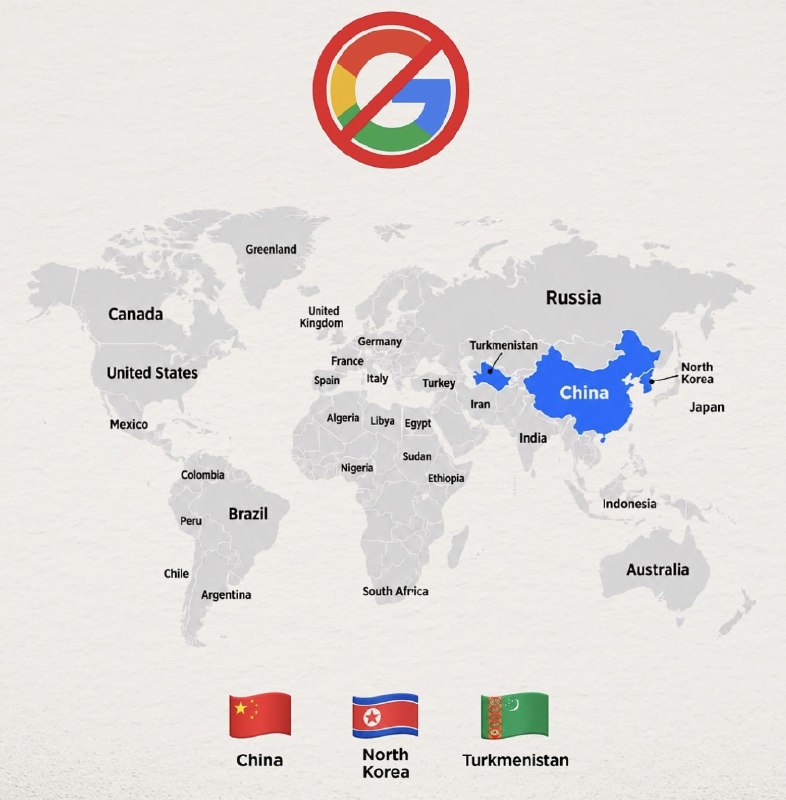 Greenland
Canada
United
Kingdom
Russia
Germany
Turkmenistan
France
United States
Spain
Italy
Turkey
China
North
Korea
Iran
Japan
Mexico
Algeria
Libya
Egypt
India
Sudan
Nigeria
Colombia
Ethiopia
Indonesia
Brazil
Peru
Australia
Chile
Argentina
South Africa
China
North
Korea
Turkmenistan